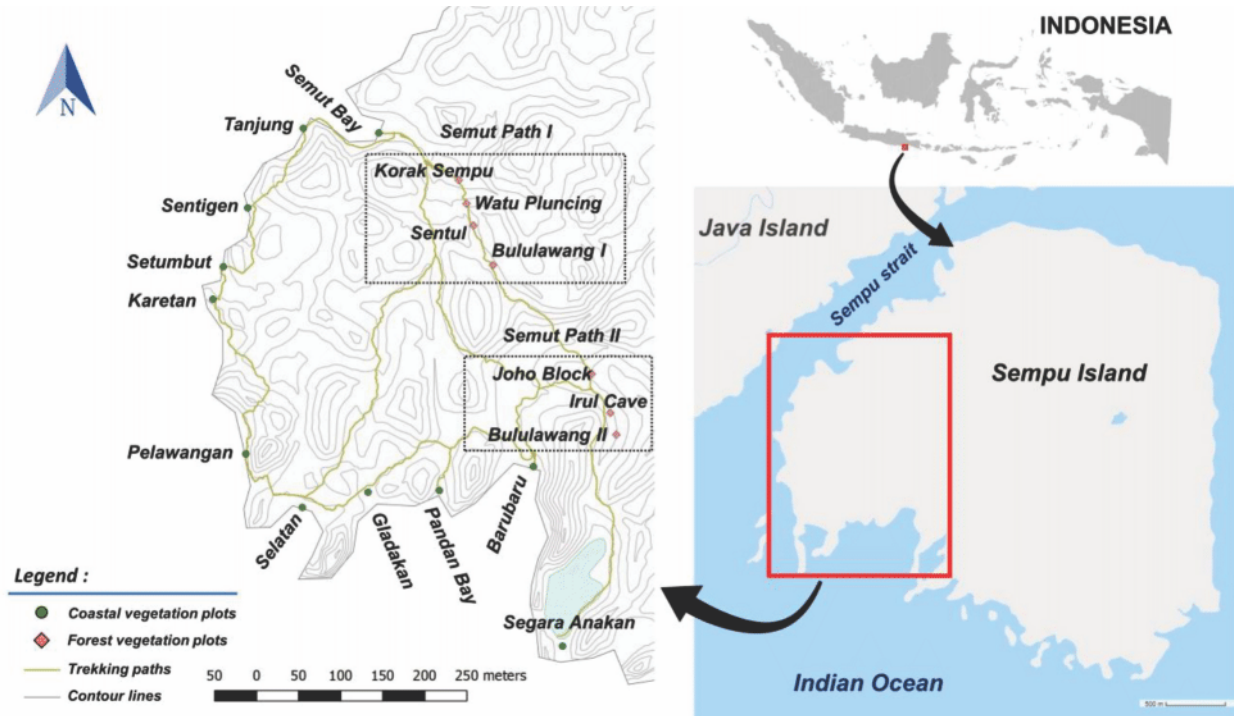 INDONESIA
N
Semut Bay
Tanjung
Semut Path I
Korak Sempu
Watu Pluncing
Sentigen
Sentul
Bululawang I
Setumbut
Karetan
Semut Path II
Joho Block
Irul Cave
Bululawang II
Pelawangan
Selatan
Gladakan
Pandan Bay
Barubaru
Segara Anakan
Legend :
Coastal vegetation plots
Forest vegetation plots
Trekking paths
Contour lines
50 0 50 100 150 200 250 meters
Java Island
Sempu strait
Sempu Island
Indian Ocean
500 m